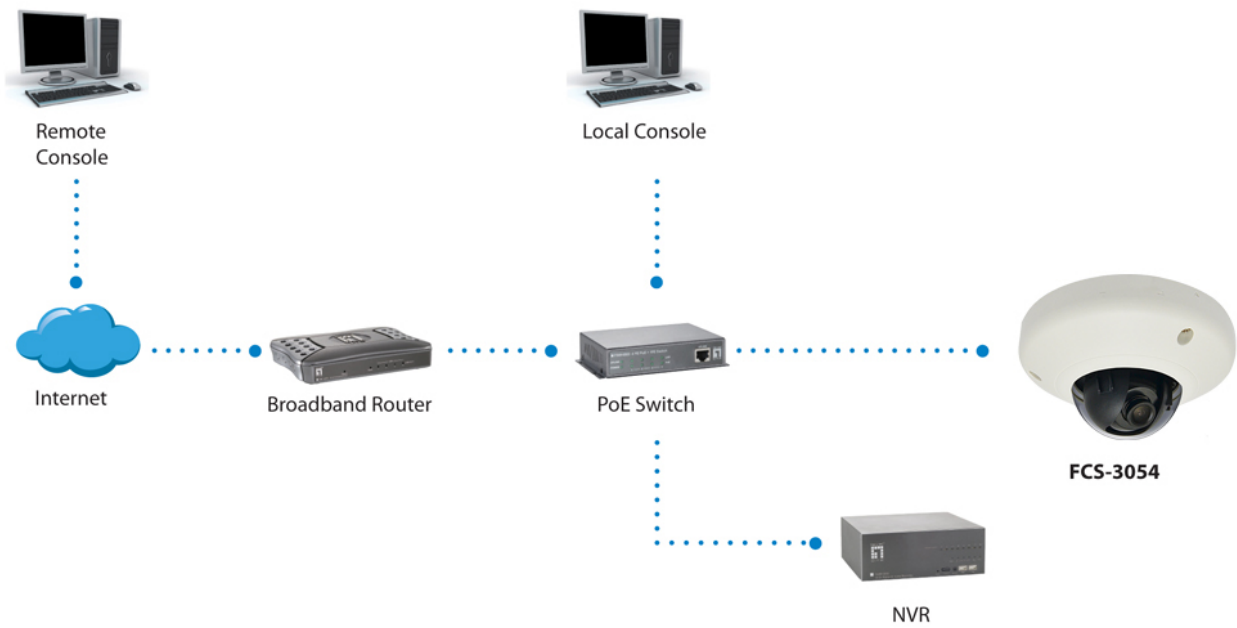 Remote
Console
Local Console
Internet
Broadband Router
PoE Switch
FCS-3054
NVR